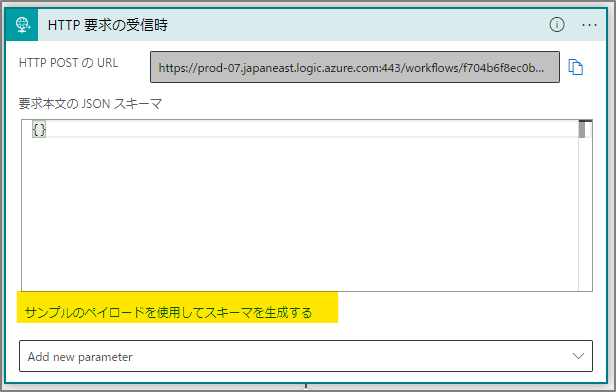 HTTP 要求の受信時
HTTP POST の URL https://prod-07.japaneast.logic.azure.com:443/workflows/f704b6f8ec0b...
要求本文の JSON スキーマ
{}
サンプルのペイロードを使用してスキーマを生成する
Add new parameter